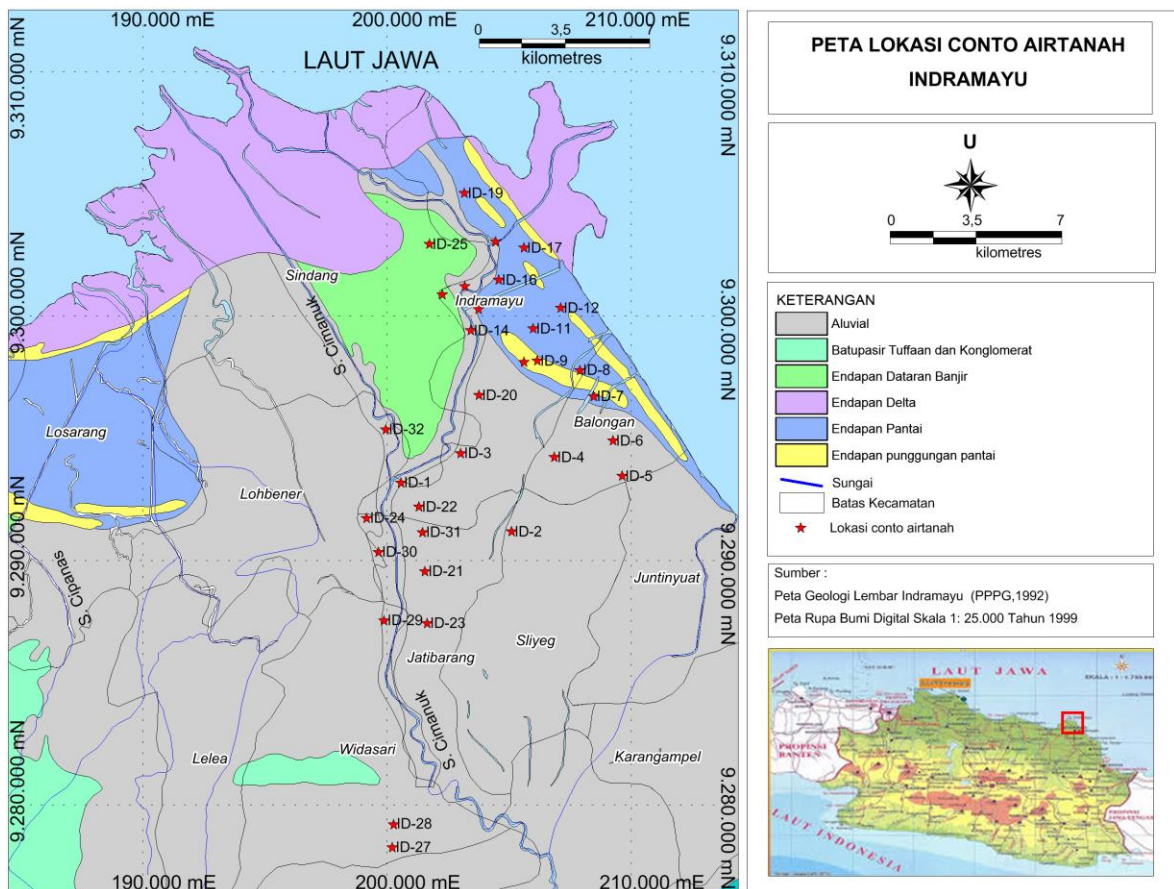 190.000 mE
200.000 mE
210.000 mE
0 3,5 7
kilometres
LAUT JAWA
9.310.000 mN
9.310.000 mN
ID-19
ID-25
ID-17
Sindang
ID-16
Indramayu
ID-12
9.300.000 mN
S. Cimanuk
ID-14
ID-11
9.300.000 mN
ID-9
ID-8
ID-20
ID-7
Balongan
Losarang
ID-32
ID-6
ID-3
ID-4
ID-5
ID-1
Lohbener
ID-22
ID-24
ID-31
ID-2
9.290.000 mN
ID-30
9.290.000 mN
S. Cipanas
ID-21
Juntinyuat
ID-29
ID-23
Sliyeg
Jatibarang
S. Cimanuk
Widasari
Lelea
Karangampel
9.280.000 mN
9.280.000 mN
ID-28
ID-27
190.000 mE
200.000 mE
210.000 mE
PETA LOKASI CONTO AIRTANAH
INDRAMAYU
U
0 3,5 7
kilometres
KETERANGAN
Aluvial
Batupasir Tuffaan dan Konglomerat
Endapan Dataran Banjir
Endapan Delta
Endapan Pantai
Endapan punggungan pantai
Sungai
Batas Kecamatan
Lokasi conto airtanah
Sumber :
Peta Geologi Lembar Indramayu (PPPG,1992)
Peta Rupa Bumi Digital Skala 1: 25.000 Tahun 1999
LAUT JAWA
PROPINSI
BANTEN
LAUT INDONESIA